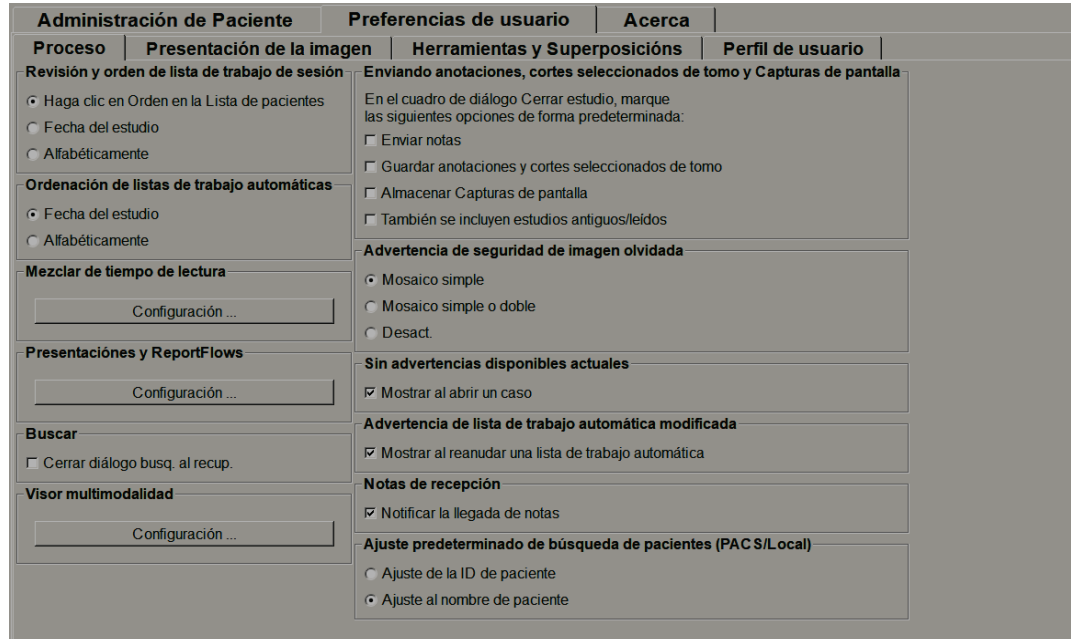 Administración de Paciente
Preferencias de usuario
Acerca
Proceso
Presentación de la imagen
Herramientas y Superposicións
Perfil de usuario
Revisión y orden de lista de trabajo de sesión
Haga clic en Orden en la Lista de pacientes
Fecha del estudio
Alfabéticamente
Ordenación de listas de trabajo automáticas
Fecha del estudio
Alfabéticamente
Mezclar de tiempo de lectura
Configuración ...
Presentaciónes y ReportFlows
Configuración ...
Buscar
Cerrar diálogo busq. al recup.
Visor multimodalidad
Configuración ...
Enviando anotaciones, cortes seleccionados de tomo y Capturas de pantalla
En el cuadro de diálogo Cerrar estudio, marque
las siguientes opciones de forma predeterminada:
Enviar notas
Guardar anotaciones y cortes seleccionados de tomo
Almacenar Capturas de pantalla
También se incluyen estudios antiguos/leídos
Advertencia de seguridad de imagen olvidada
Mosaico simple
Mosaico simple o doble
Desact.
Sin advertencias disponibles actuales
Mostrar al abrir un caso
Advertencia de lista de trabajo automática modificada
Mostrar al reanudar una lista de trabajo automática
Notas de recepción
Notificar la llegada de notas
Ajuste predeterminado de búsqueda de pacientes (PACS/Local)
Ajuste de la ID de paciente
Ajuste al nombre de paciente